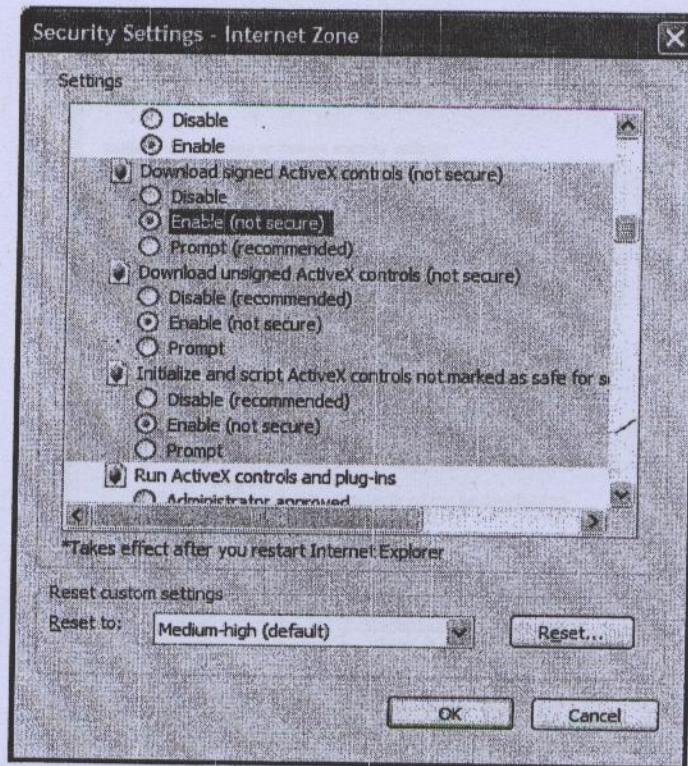 Security Settings - Internet Zone
Settings
Disable
Enable
Download signed ActiveX controls (not secure)
Disable
Enable (not secure)
Prompt (recommended)
Download unsigned ActiveX controls (not secure)
Disable (recommended)
Enable (not secure)
Prompt
Initialize and script ActiveX controls not marked as safe for s
Disable (recommended)
Enable (not secure)
Prompt
Run ActiveX controls and plug-ins
Administrator approved
*Takes effect after you restart Internet Explorer
Reset custom settings
Reset to:
Medium-high (default)
Reset...
OK
Cancel